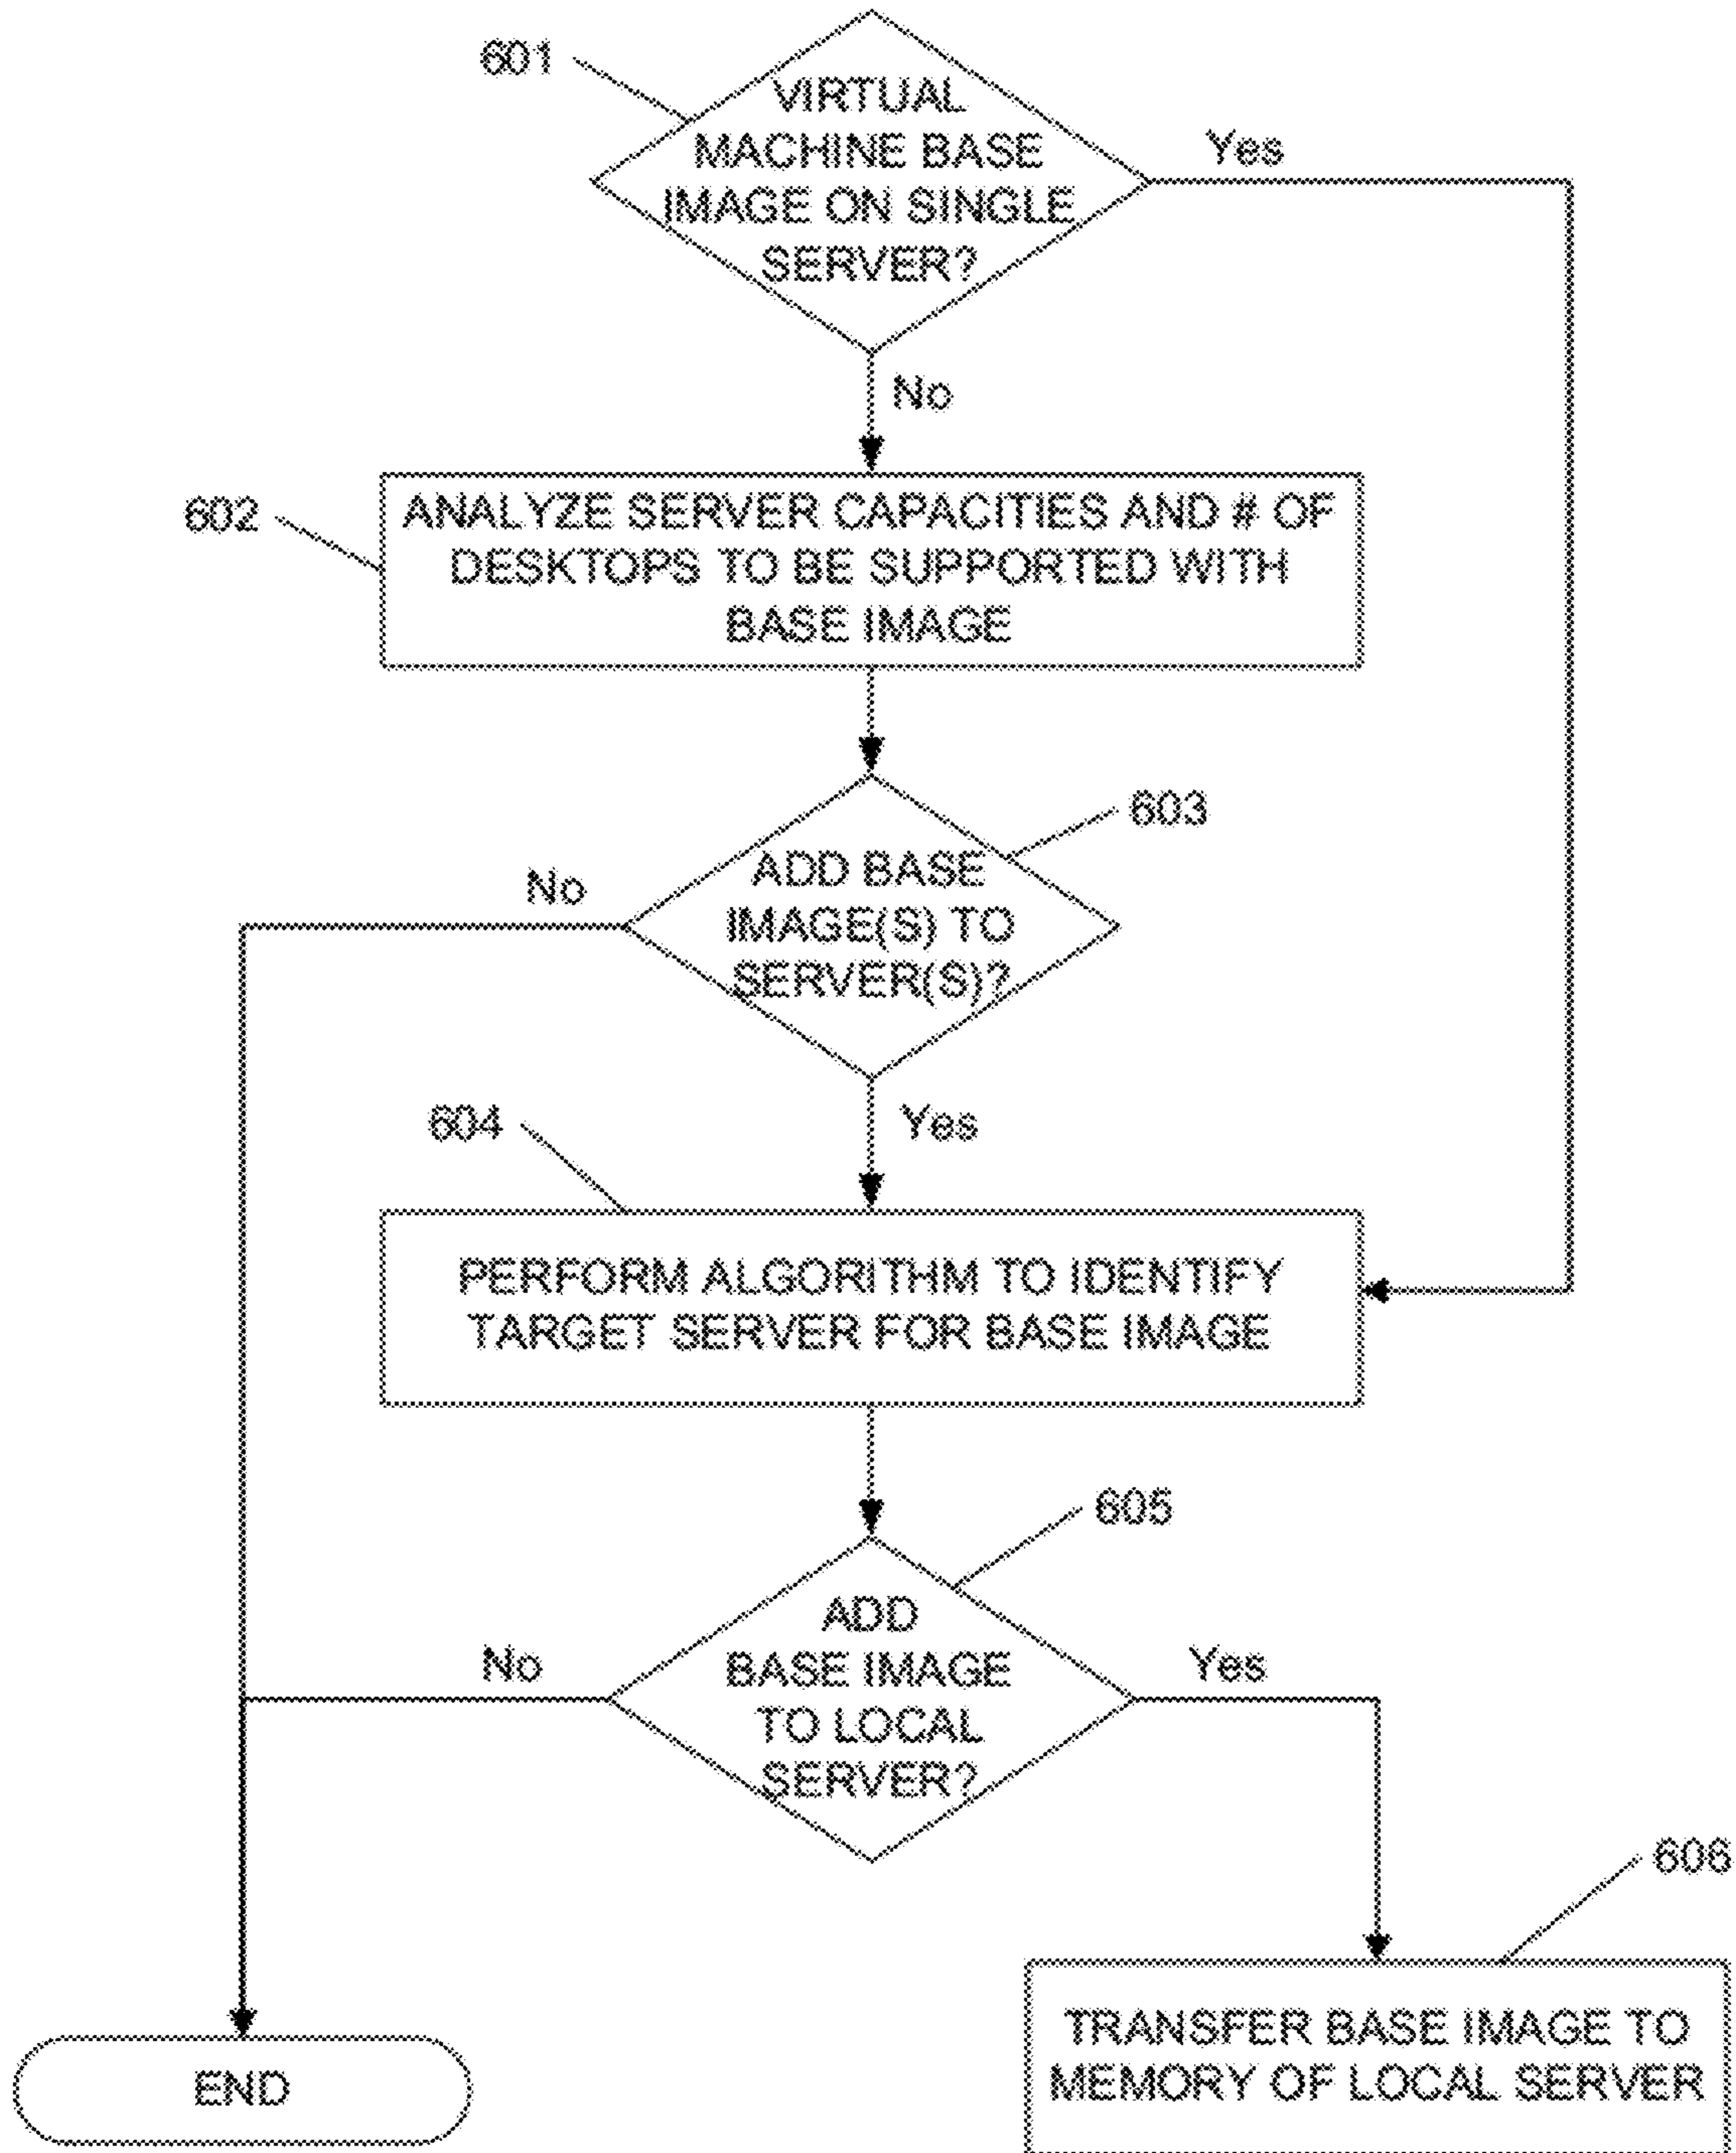 601
VIRTUAL
MACHINE BASE
IMAGE ON SINGLE
SERVER?
Yes
No
602
ANALYZE SERVER CAPACITIES AND # OF
DESKTOPS TO BE SUPPORTED WITH
BASE IMAGE
603
ADD BASE
IMAGE(S) TO
SERVER(S)?
No
Yes
604
PERFORM ALGORITHM TO IDENTIFY
TARGET SERVER FOR BASE IMAGE
605
ADD
BASE IMAGE
TO LOCAL
SERVER?
No
Yes
606
TRANSFER BASE IMAGE TO
MEMORY OF LOCAL SERVER
END